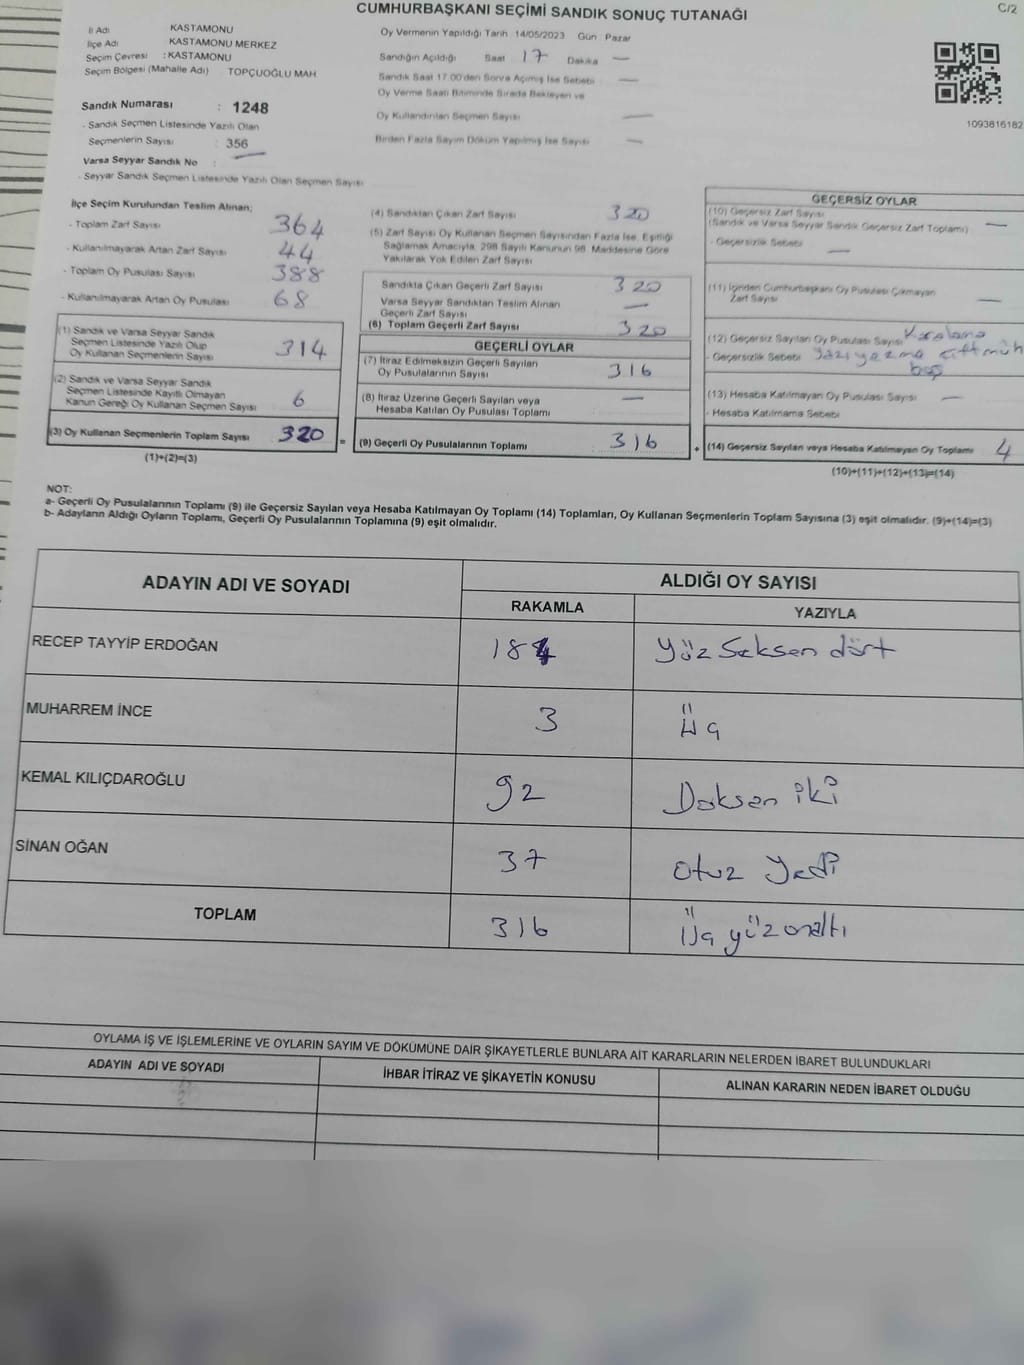 CUMHURBAŞKANI SEÇİMİ SANDIK SONUÇ TUTANAĞI
C/2
İl Adı KASTAMONU
İlçe Adı KASTAMONU MERKEZ
Seçim Çevresi : KASTAMONU
Seçim Bölgesi (Mahalle Adı) TOPÇUOĞLU MAH
Sandık Numarası : 1248
- Sandık Seçmen Listesinde Yazılı Olan
Seçmenlerin Sayısı : 356
Varsa Seyyar Sandık No : —
- Seyyar Sandık Seçmen Listesinde Yazılı Olan Seçmen Sayısı
Oy Vermenin Yapıldığı Tarih 14/05/2023 Gün Pazar
Sandığın Açıldığı Saat 17 Dakika —
Sandık Saat 17:00'den Sonra Açımış İse Sebebi —
Oy Verme Saati Bitiminde Sırada Bekleyen ve
Oy Kullandırılan Seçmen Sayısı —
Birden Fazla Sayım Döküm Yapılmış İse Sayısı —
1093816182
İlçe Seçim Kurulundan Teslim Alınan;
- Toplam Zarf Sayısı 364
- Kullanılmayarak Artan Zarf Sayısı 44
- Toplam Oy Pusulası Sayısı 388
- Kullanılmayarak Artan Oy Pusulası 68
(1) Sandık ve Varsa Seyyar Sandık
Seçmen Listesinde Yazılı Olup
Oy Kullanan Seçmenlerin Sayısı 314
(2) Sandık ve Varsa Seyyar Sandık
Seçmen Listesinde Kayıtlı Olmayan
Kanun Gereği Oy Kullanan Seçmen Sayısı 6
(3) Oy Kullanan Seçmenlerin Toplam Sayısı 320 =
(1)+(2)=(3)
(4) Sandıktan Çıkan Zarf Sayısı 320
(5) Zarf Sayısı Oy Kullanan Seçmen Sayısından Fazla İse, Eşitliği
Sağlamak Amacıyla, 298 Sayılı Kanunun 98. Maddesine Göre
Yakılarak Yok Edilen Zarf Sayısı
Sandıkta Çıkan Geçerli Zarf Sayısı 320
Varsa Seyyar Sandıktan Teslim Alınan
Geçerli Zarf Sayısı —
(6) Toplam Geçerli Zarf Sayısı 320
GEÇERLİ OYLAR
(7) İtiraz Edilmeksizin Geçerli Sayılan
Oy Pusulalarının Sayısı 316
(8) İtiraz Üzerine Geçerli Sayılan veya
Hesaba Katılan Oy Pusulası Toplamı —
(9) Geçerli Oy Pusulalarının Toplamı 316 +
GEÇERSİZ OYLAR
(10) Geçersiz Zarf Sayısı
(Sandık ve Varsa Seyyar Sandık Geçersiz Zarf Toplamı) —
- Geçersizlik Sebebi —
(11) İçinden Cumhurbaşkanı Oy Pusulası Çıkmayan
Zarf Sayısı —
(12) Geçersiz Sayılan Oy Pusulası Sayısı Karalama
- Geçersizlik Sebebi yazı yazma çift müh
boş
(13) Hesaba Katılmayan Oy Pusulası Sayısı —
- Hesaba Katılmama Sebebi
(14) Geçersiz Sayılan veya Hesaba Katılmayan Oy Toplamı 4
(10)+(11)+(12)+(13)=(14)
NOT:
a- Geçerli Oy Pusulalarının Toplamı (9) ile Geçersiz Sayılan veya Hesaba Katılmayan Oy Toplamı (14) Toplamları, Oy Kullanan Seçmenlerin Toplam Sayısına (3) eşit olmalıdır. (9)+(14)=(3)
b- Adayların Aldığı Oyların Toplamı, Geçerli Oy Pusulalarının Toplamına (9) eşit olmalıdır.
ADAYIN ADI VE SOYADI ALDIĞI OY SAYISI
RAKAMLA YAZIYLA
RECEP TAYYİP ERDOĞAN 184 Yüz Seksen dört
MUHARREM İNCE 3 Üç
KEMAL KILIÇDAROĞLU 92 Doksan iki
SİNAN OĞAN 37 otuz Yedi
TOPLAM 316 Üç yüz onaltı
OYLAMA İŞ VE İŞLEMLERİNE VE OYLARIN SAYIM VE DÖKÜMÜNE DAİR ŞİKAYETLERLE BUNLARA AİT KARARLARIN NELERDEN İBARET BULUNDUKLARI
ADAYIN ADI VE SOYADI İHBAR İTİRAZ VE ŞİKAYETİN KONUSU ALINAN KARARIN NEDEN İBARET OLDUĞU